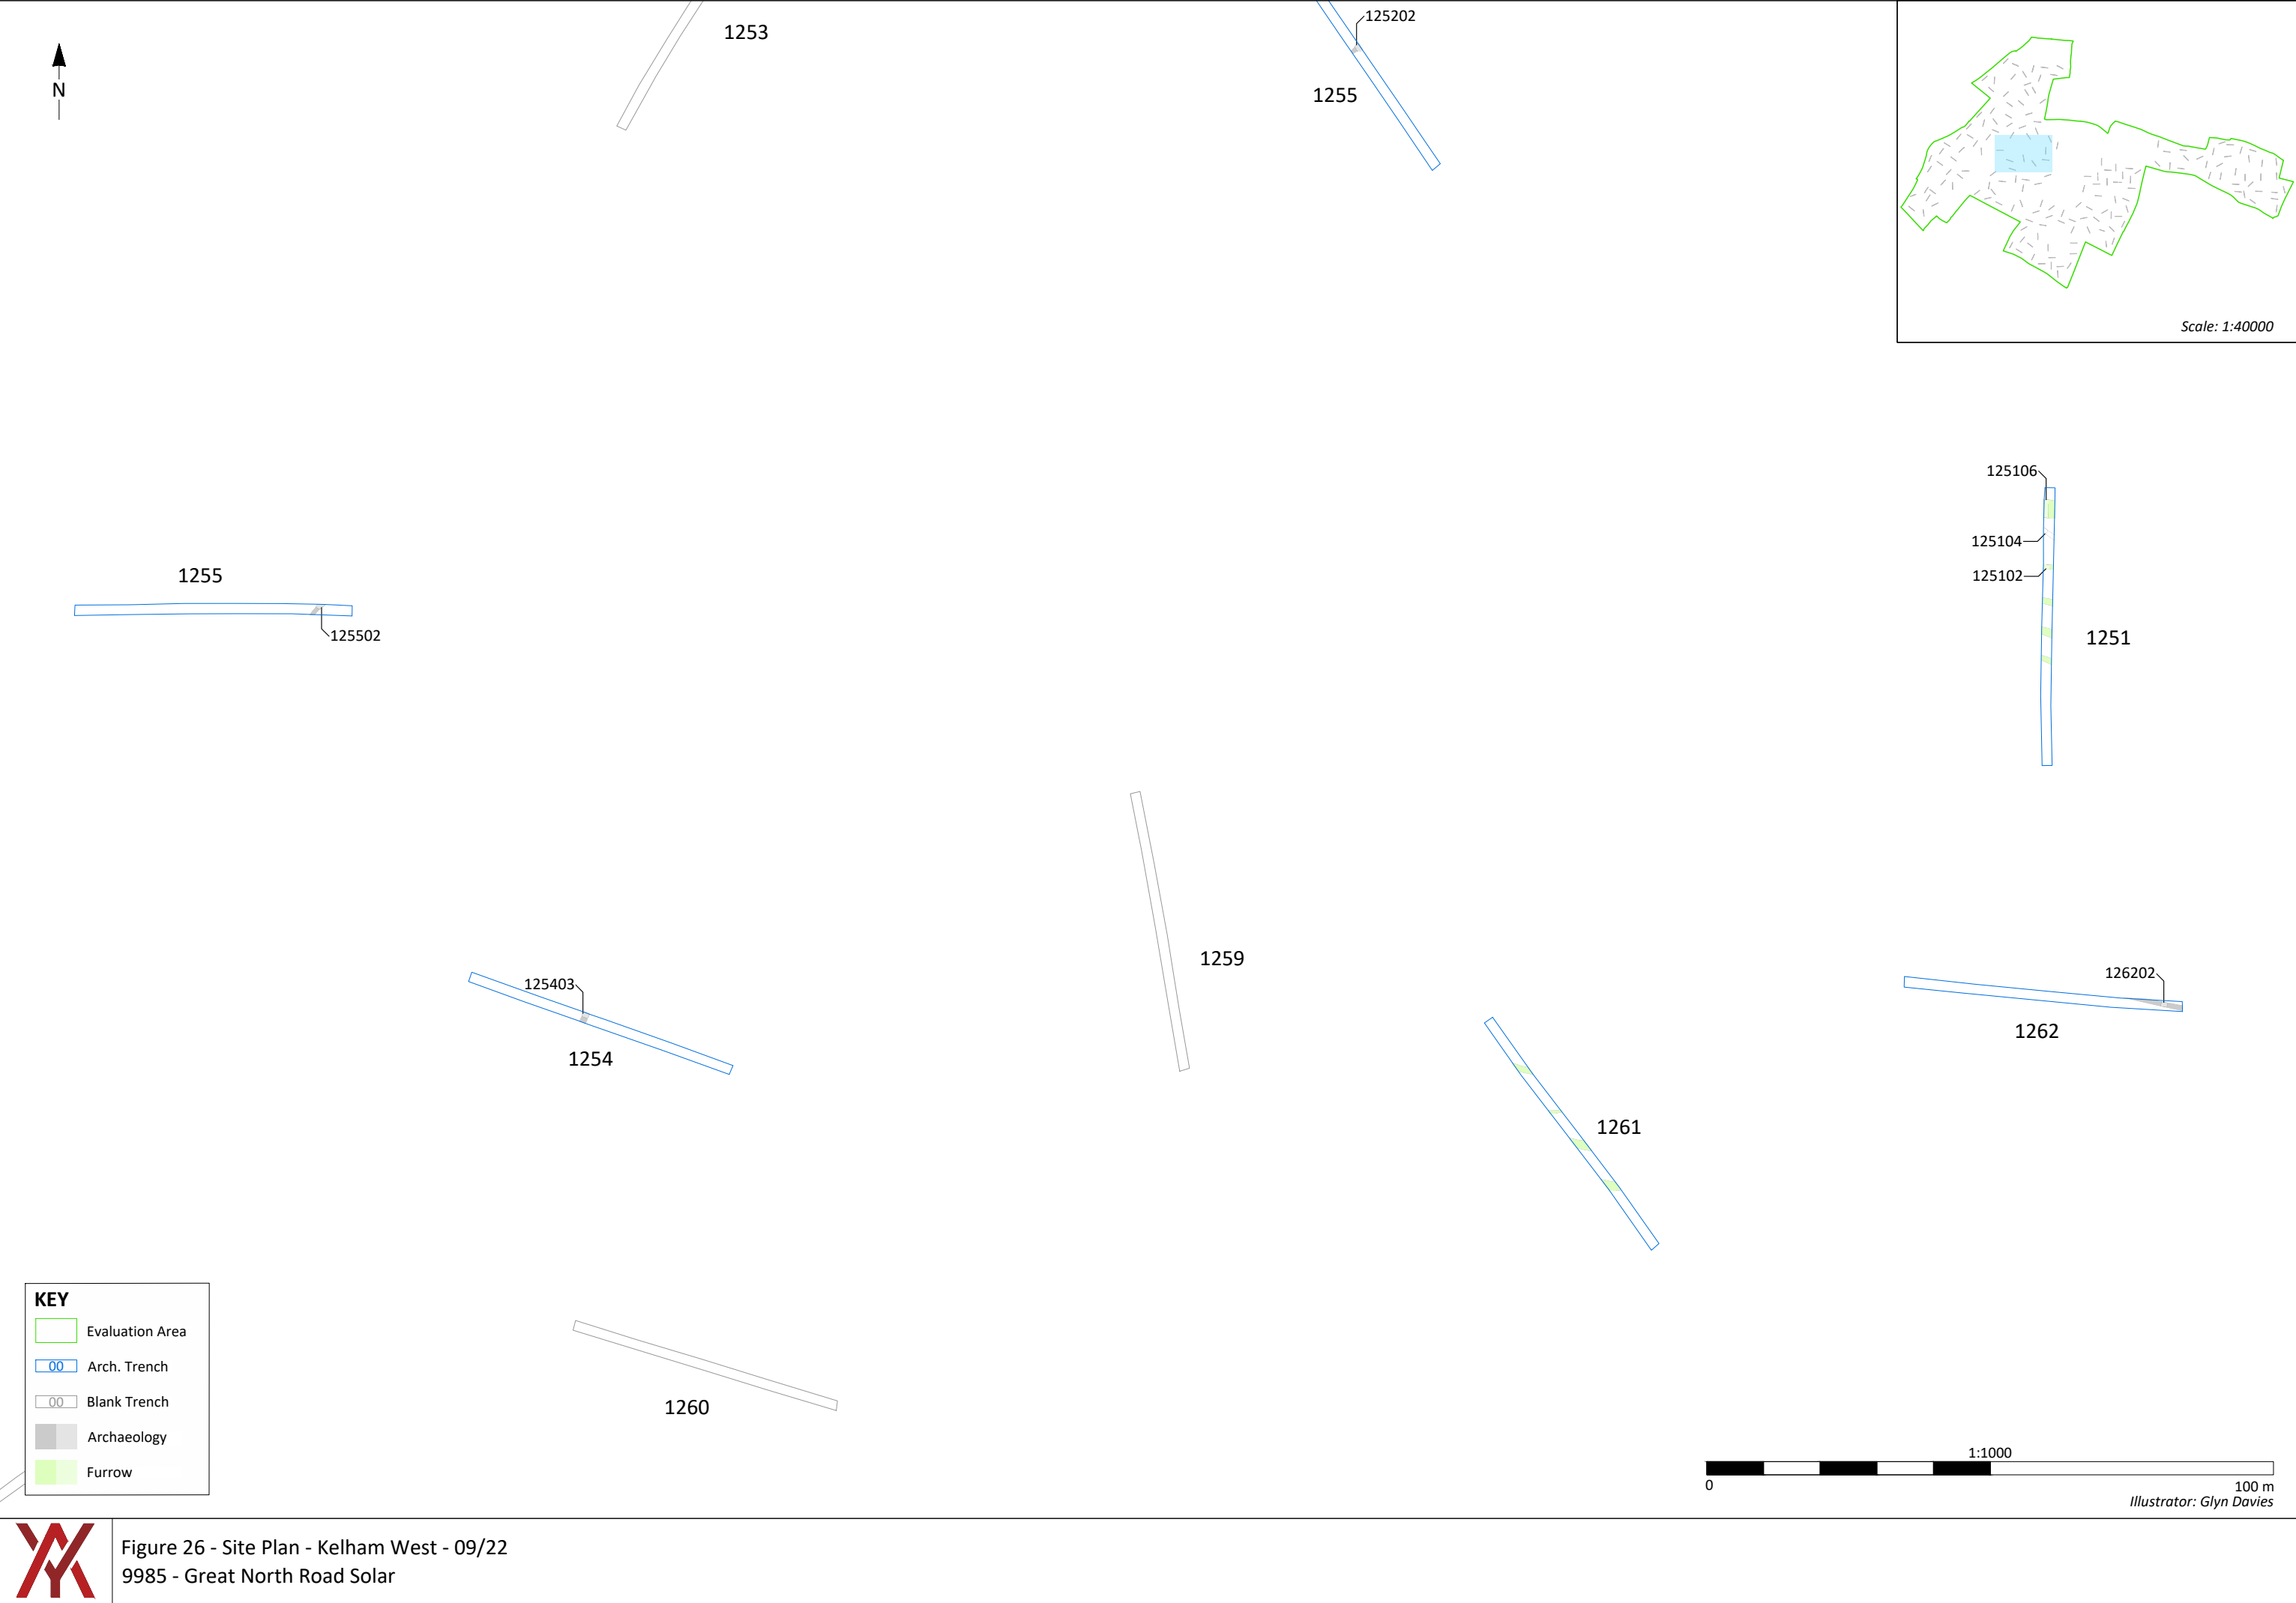 1253
125202
1255
N
Scale: 1:40000
125106
125104
125102
1251
1255
125502
1259
125403
1254
126202
1262
1261
1260
KEY
Evaluation Area
00 Arch. Trench
00 Blank Trench
Archaeology
Furrow
1:1000
0 100 m
Illustrator: Glyn Davies
Figure 26 - Site Plan - Kelham West - 09/22
9985 - Great North Road Solar